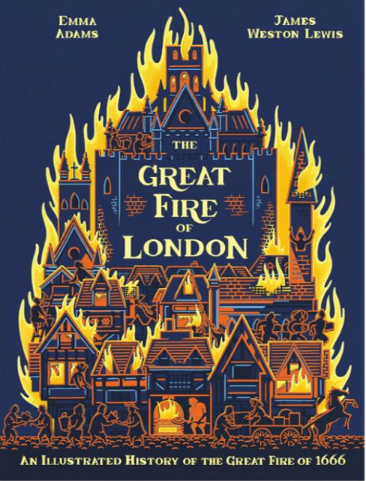 EMMA ADAMS
JAMES WESTON LEWIS
THE
GREAT
FIRE
OF
LONDON
AN ILLUSTRATED HISTORY OF THE GREAT FIRE OF 1666